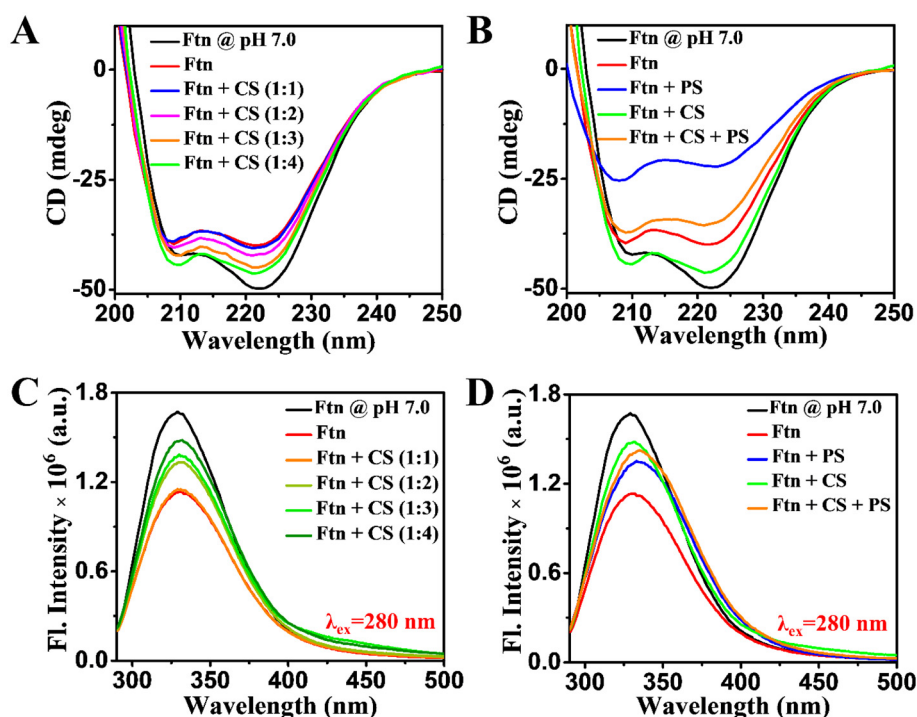 A
Ftn @ pH 7.0
Ftn
Ftn + CS (1:1)
Ftn + CS (1:2)
Ftn + CS (1:3)
Ftn + CS (1:4)
0
-25
-50
CD (mdeg)
200 210 220 230 240 250
Wavelength (nm)
B
Ftn @ pH 7.0
Ftn
Ftn + PS
Ftn + CS
Ftn + CS + PS
0
-25
-50
CD (mdeg)
200 210 220 230 240 250
Wavelength (nm)
C
Ftn @ pH 7.0
Ftn
Ftn + CS (1:1)
Ftn + CS (1:2)
Ftn + CS (1:3)
Ftn + CS (1:4)
λex=280 nm
1.8
1.2
0.6
0.0
Fl. Intensity × 10⁶ (a.u.)
300 350 400 450 500
Wavelength (nm)
D
Ftn @ pH 7.0
Ftn
Ftn + PS
Ftn + CS
Ftn + CS + PS
λex=280 nm
1.8
1.2
0.6
0.0
Fl. Intensity × 10⁶ (a.u.)
300 350 400 450 500
Wavelength (nm)